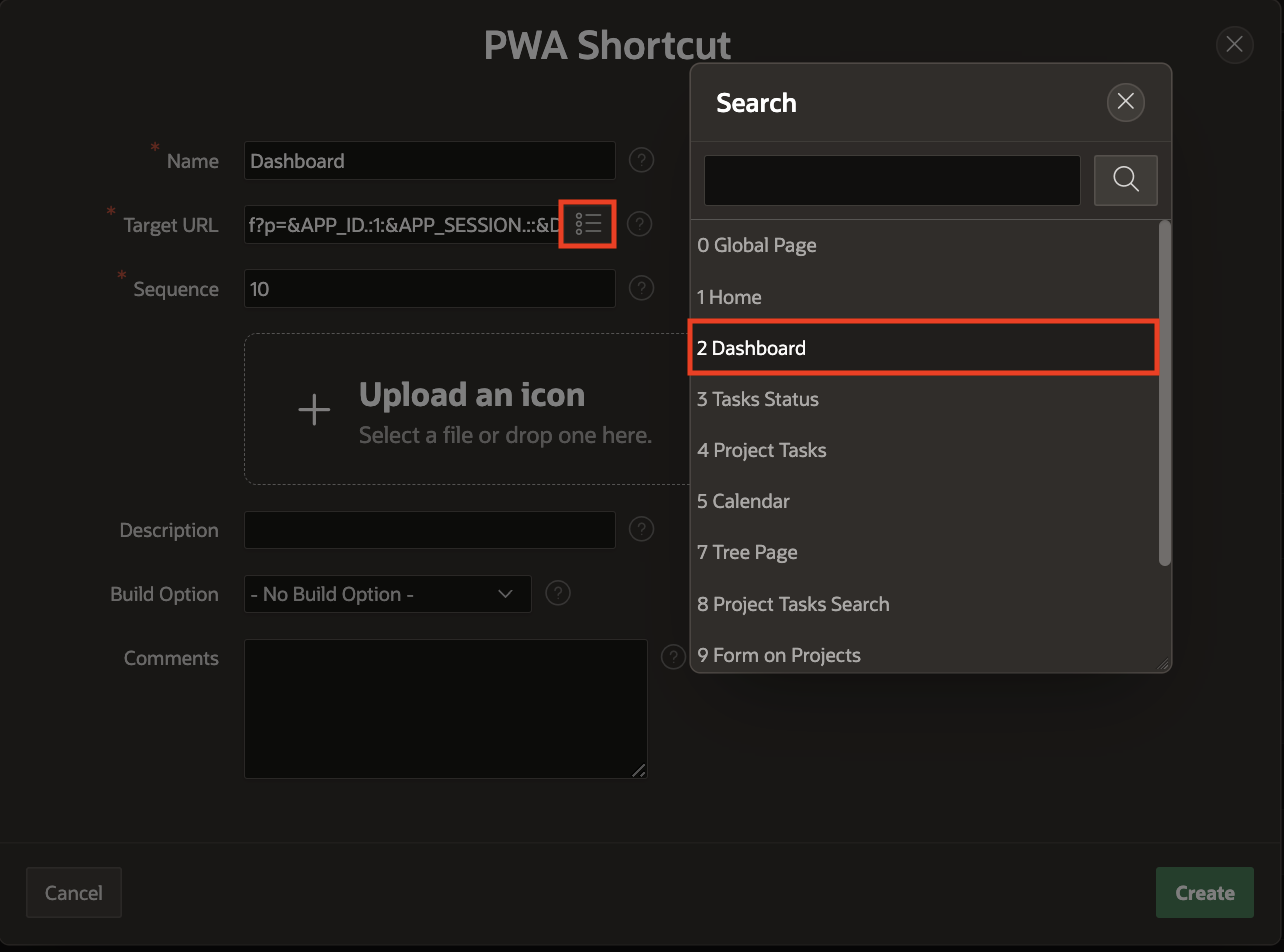 PWA Shortcut
* Name Dashboard ?
* Target URL f?p=&APP_ID.:1:&APP_SESSION.::&D ?
* Sequence 10 ?
Upload an icon
Select a file or drop one here.
Description ?
Build Option - No Build Option - ?
Comments ?
Cancel
Create
Search
0 Global Page
1 Home
2 Dashboard
3 Tasks Status
4 Project Tasks
5 Calendar
7 Tree Page
8 Project Tasks Search
9 Form on Projects